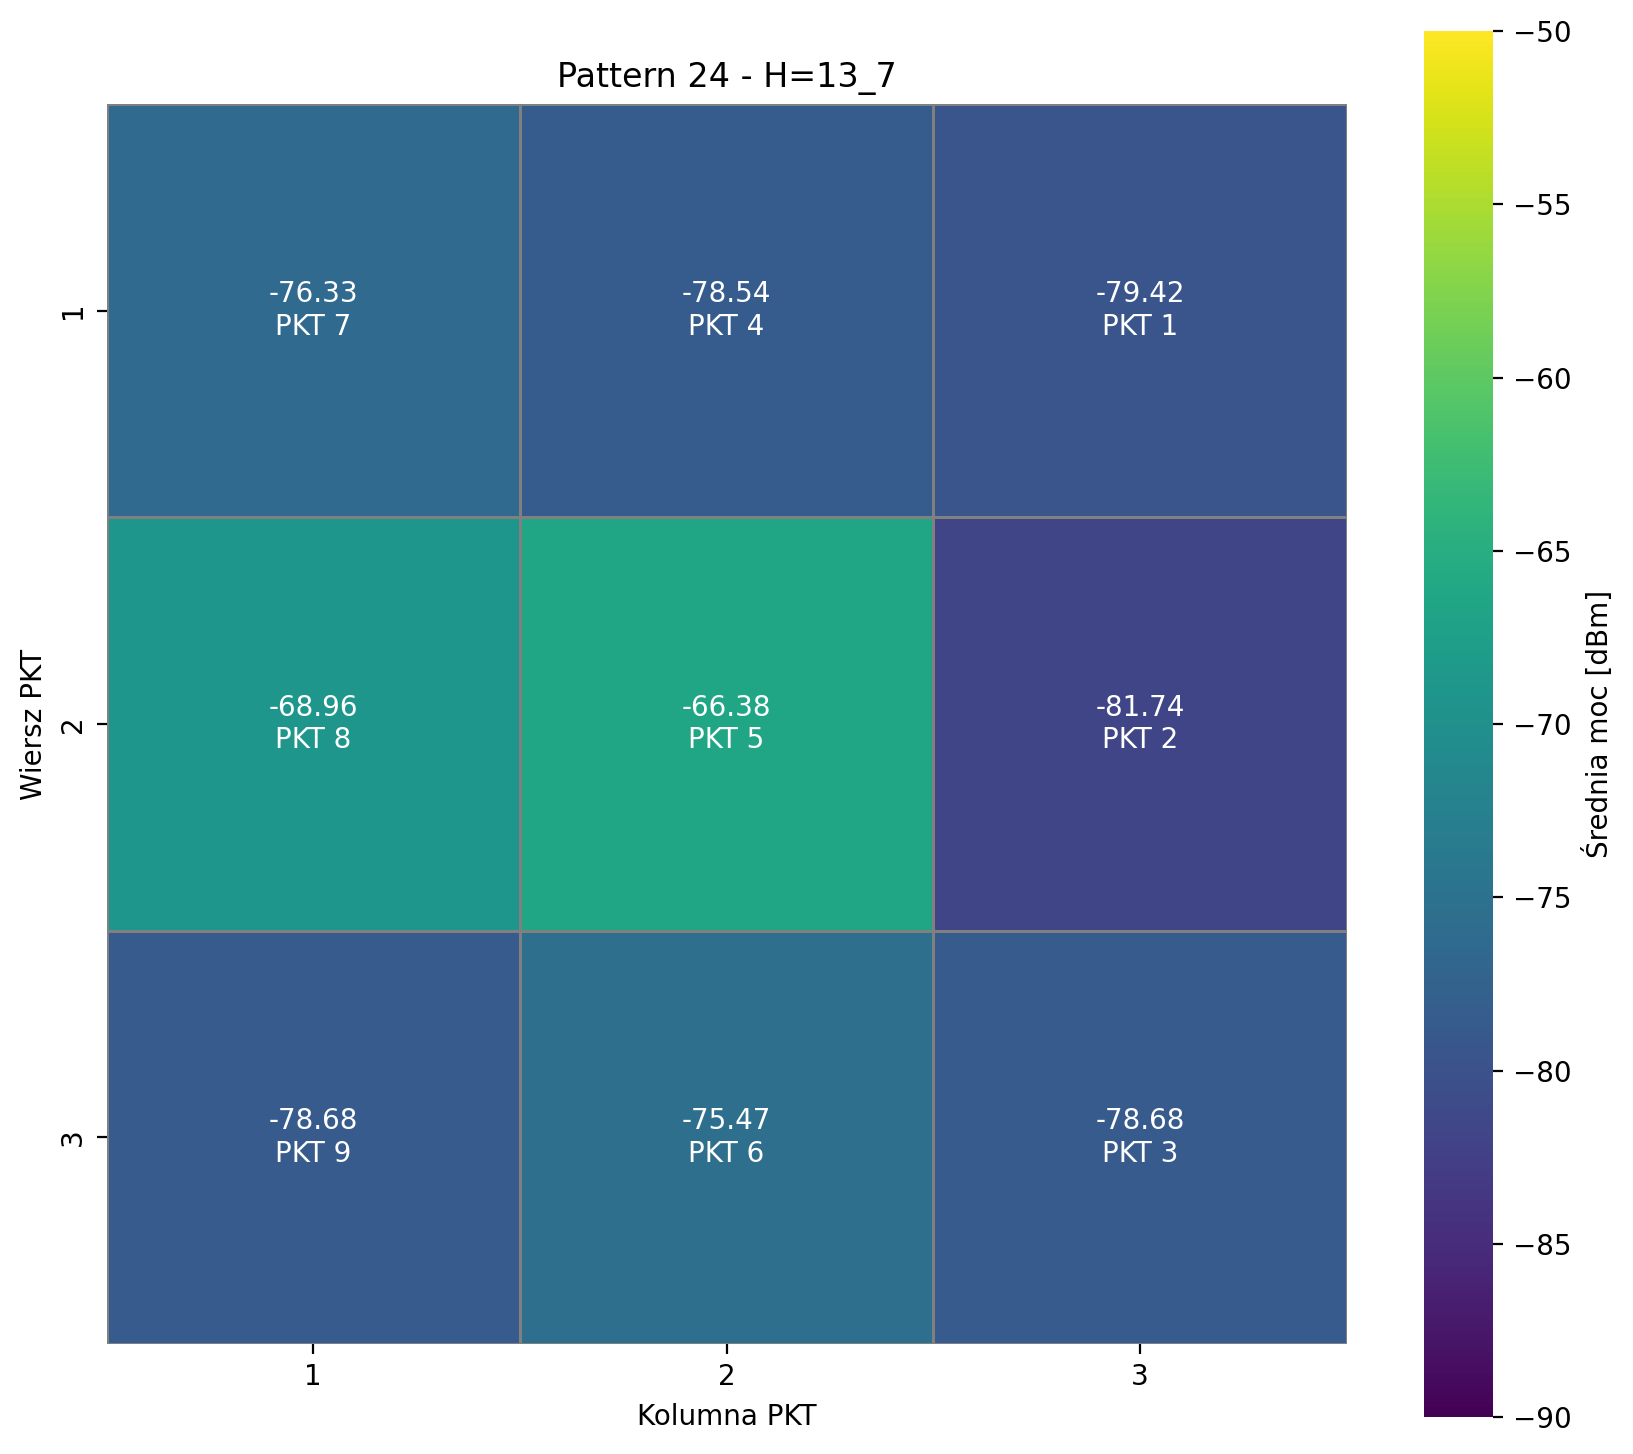 Pattern 24 - H=13_7
-76.33
PKT 7
-78.54
PKT 4
-79.42
PKT 1
-68.96
PKT 8
-66.38
PKT 5
-81.74
PKT 2
-78.68
PKT 9
-75.47
PKT 6
-78.68
PKT 3
1
2
3
Wiersz PKT
1
2
3
Kolumna PKT
−50
−55
−60
−65
−70
−75
−80
−85
−90
Średnia moc [dBm]